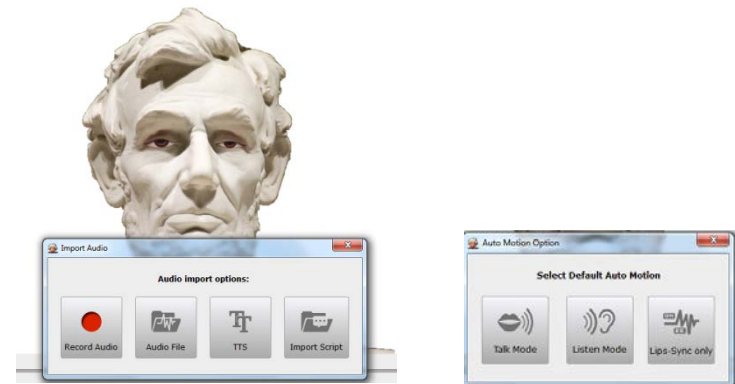 Import Audio
Audio import options:
Record Audio
Audio File
TTS
Import Script
Auto Motion Option
Select Default Auto Motion
Talk Mode
Listen Mode
Lips-Sync only